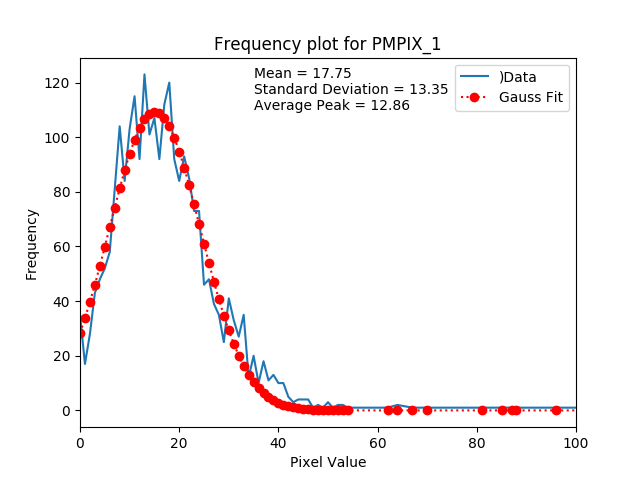 Frequency plot for PMPIX_1
Mean = 17.75
Standard Deviation = 13.35
Average Peak = 12.86
)Data
Gauss Fit
120
100
80
60
40
20
0
Frequency
0 20 40 60 80 100
Pixel Value